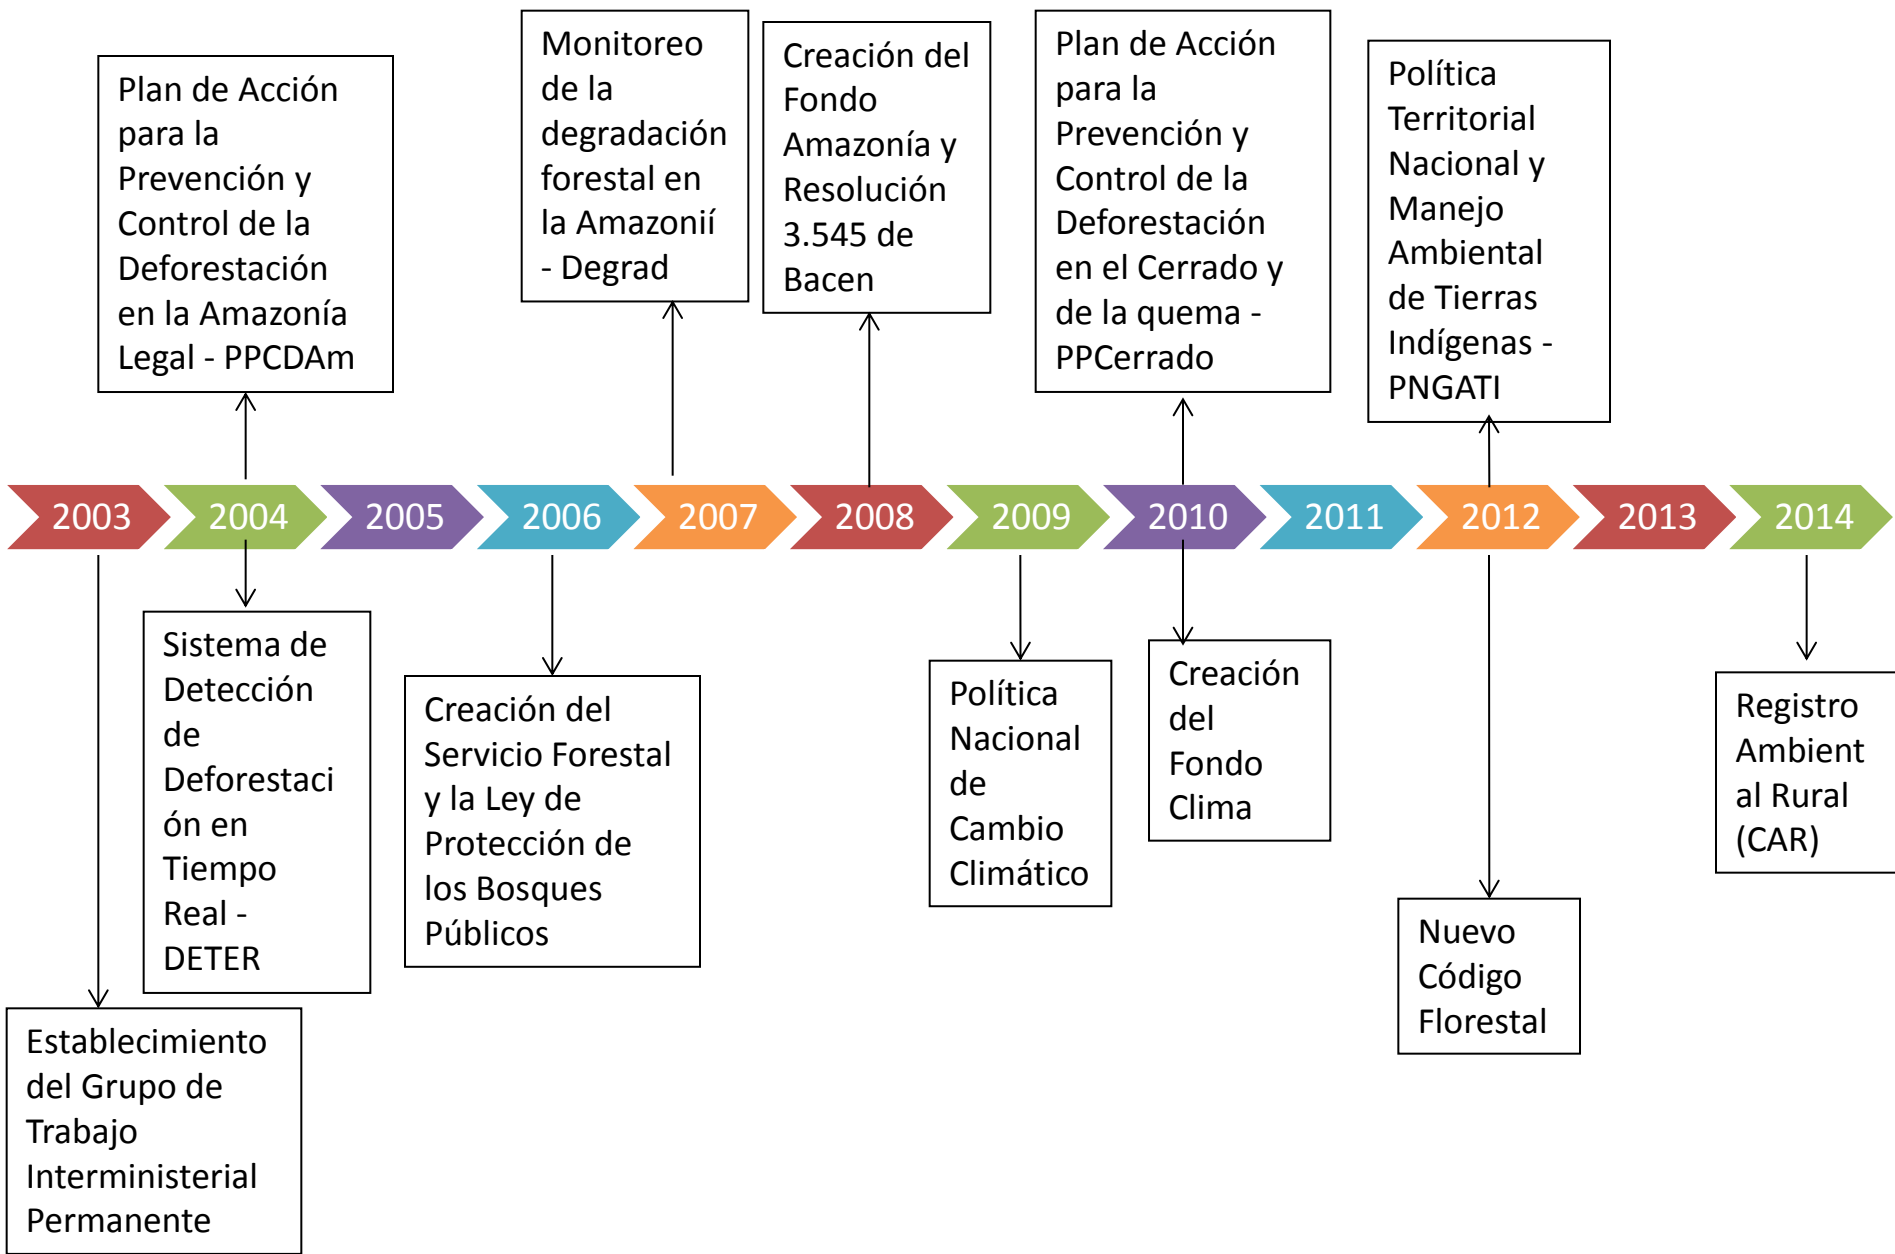 Plan de Acción
para la
Prevención y
Control de la
Deforestación
en la Amazonía
Legal - PPCDAm
Monitoreo
de la
degradación
forestal en
la Amazonií
- Degrad
Creación del
Fondo
Amazonía y
Resolución
3.545 de
Bacen
Plan de Acción
para la
Prevención y
Control de la
Deforestación
en el Cerrado y
de la quema -
PPCerrado
Política
Territorial
Nacional y
Manejo
Ambiental
de Tierras
Indígenas -
PNGATI
2003
2004
2005
2006
2007
2008
2009
2010
2011
2012
2013
2014
Establecimiento
del Grupo de
Trabajo
Interministerial
Permanente
Sistema de
Detección
de
Deforestaci
ón en
Tiempo
Real -
DETER
Creación del
Servicio Forestal
y la Ley de
Protección de
los Bosques
Públicos
Política
Nacional
de
Cambio
Climático
Creación
del
Fondo
Clima
Nuevo
Código
Florestal
Registro
Ambient
al Rural
(CAR)